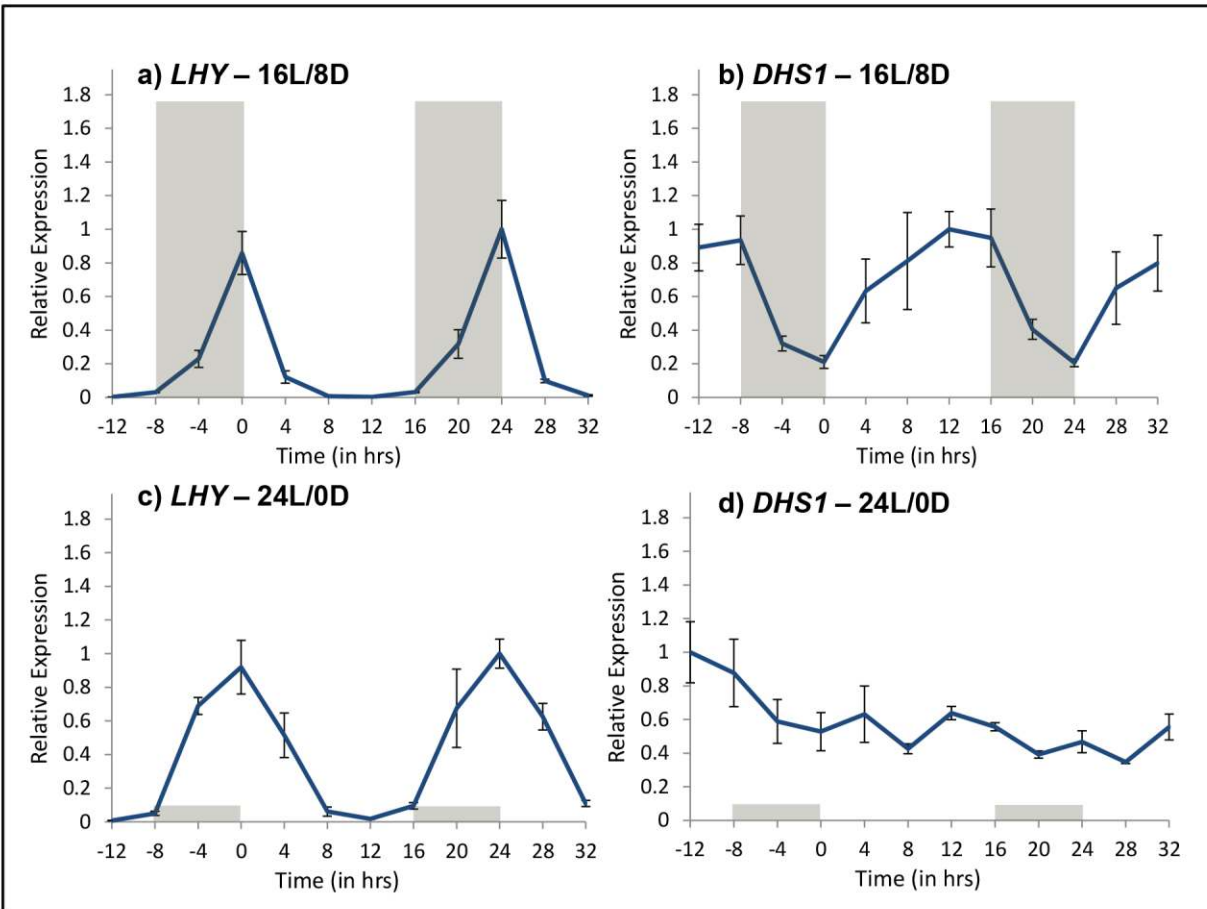 a) LHY – 16L/8D
1.8
1.6
1.4
1.2
1
0.8
0.6
0.4
0.2
0
Relative Expression
-12 -8 -4 0 4 8 12 16 20 24 28 32
Time (in hrs)
b) DHS1 – 16L/8D
1.8
1.6
1.4
1.2
1
0.8
0.6
0.4
0.2
0
Relative Expression
-12 -8 -4 0 4 8 12 16 20 24 28 32
Time (in hrs)
c) LHY – 24L/0D
1.8
1.6
1.4
1.2
1
0.8
0.6
0.4
0.2
0
Relative Expression
-12 -8 -4 0 4 8 12 16 20 24 28 32
Time (in hrs)
d) DHS1 – 24L/0D
1.8
1.6
1.4
1.2
1
0.8
0.6
0.4
0.2
0
Relative Expression
-12 -8 -4 0 4 8 12 16 20 24 28 32
Time (in hrs)